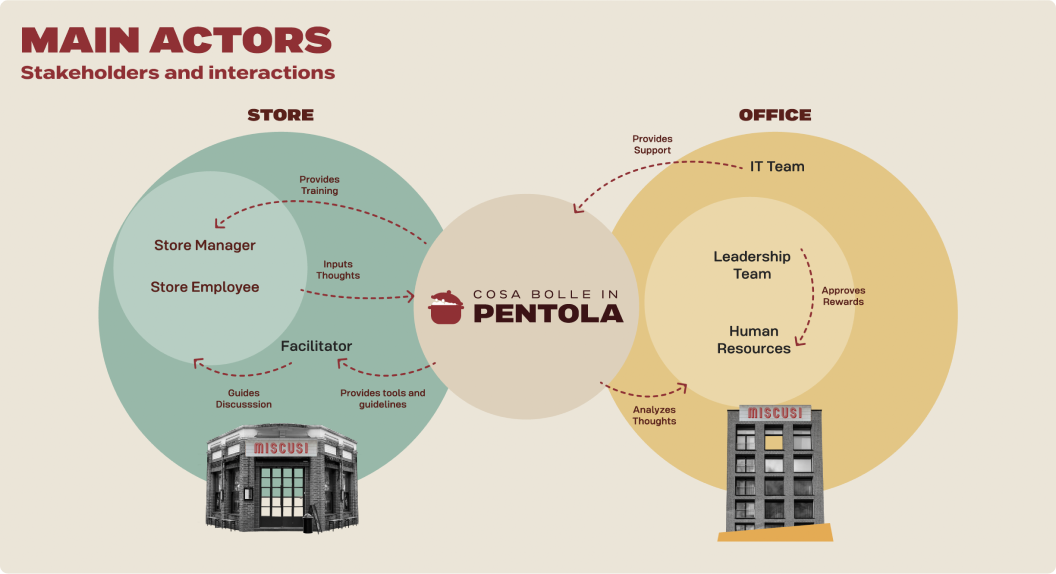 MAIN ACTORS
Stakeholders and interactions
STORE
OFFICE
Provides
Support
IT Team
Provides
Training
Store Manager
Store Employee
Inputs
Thoughts
COSA BOLLE IN
PENTOLA
Leadership
Team
Approves
Rewards
Human
Resources
Facilitator
Guides
Discusssion
Provides tools and
guidelines
Analyzes
Thoughts
MISCUSI
MISCUSI